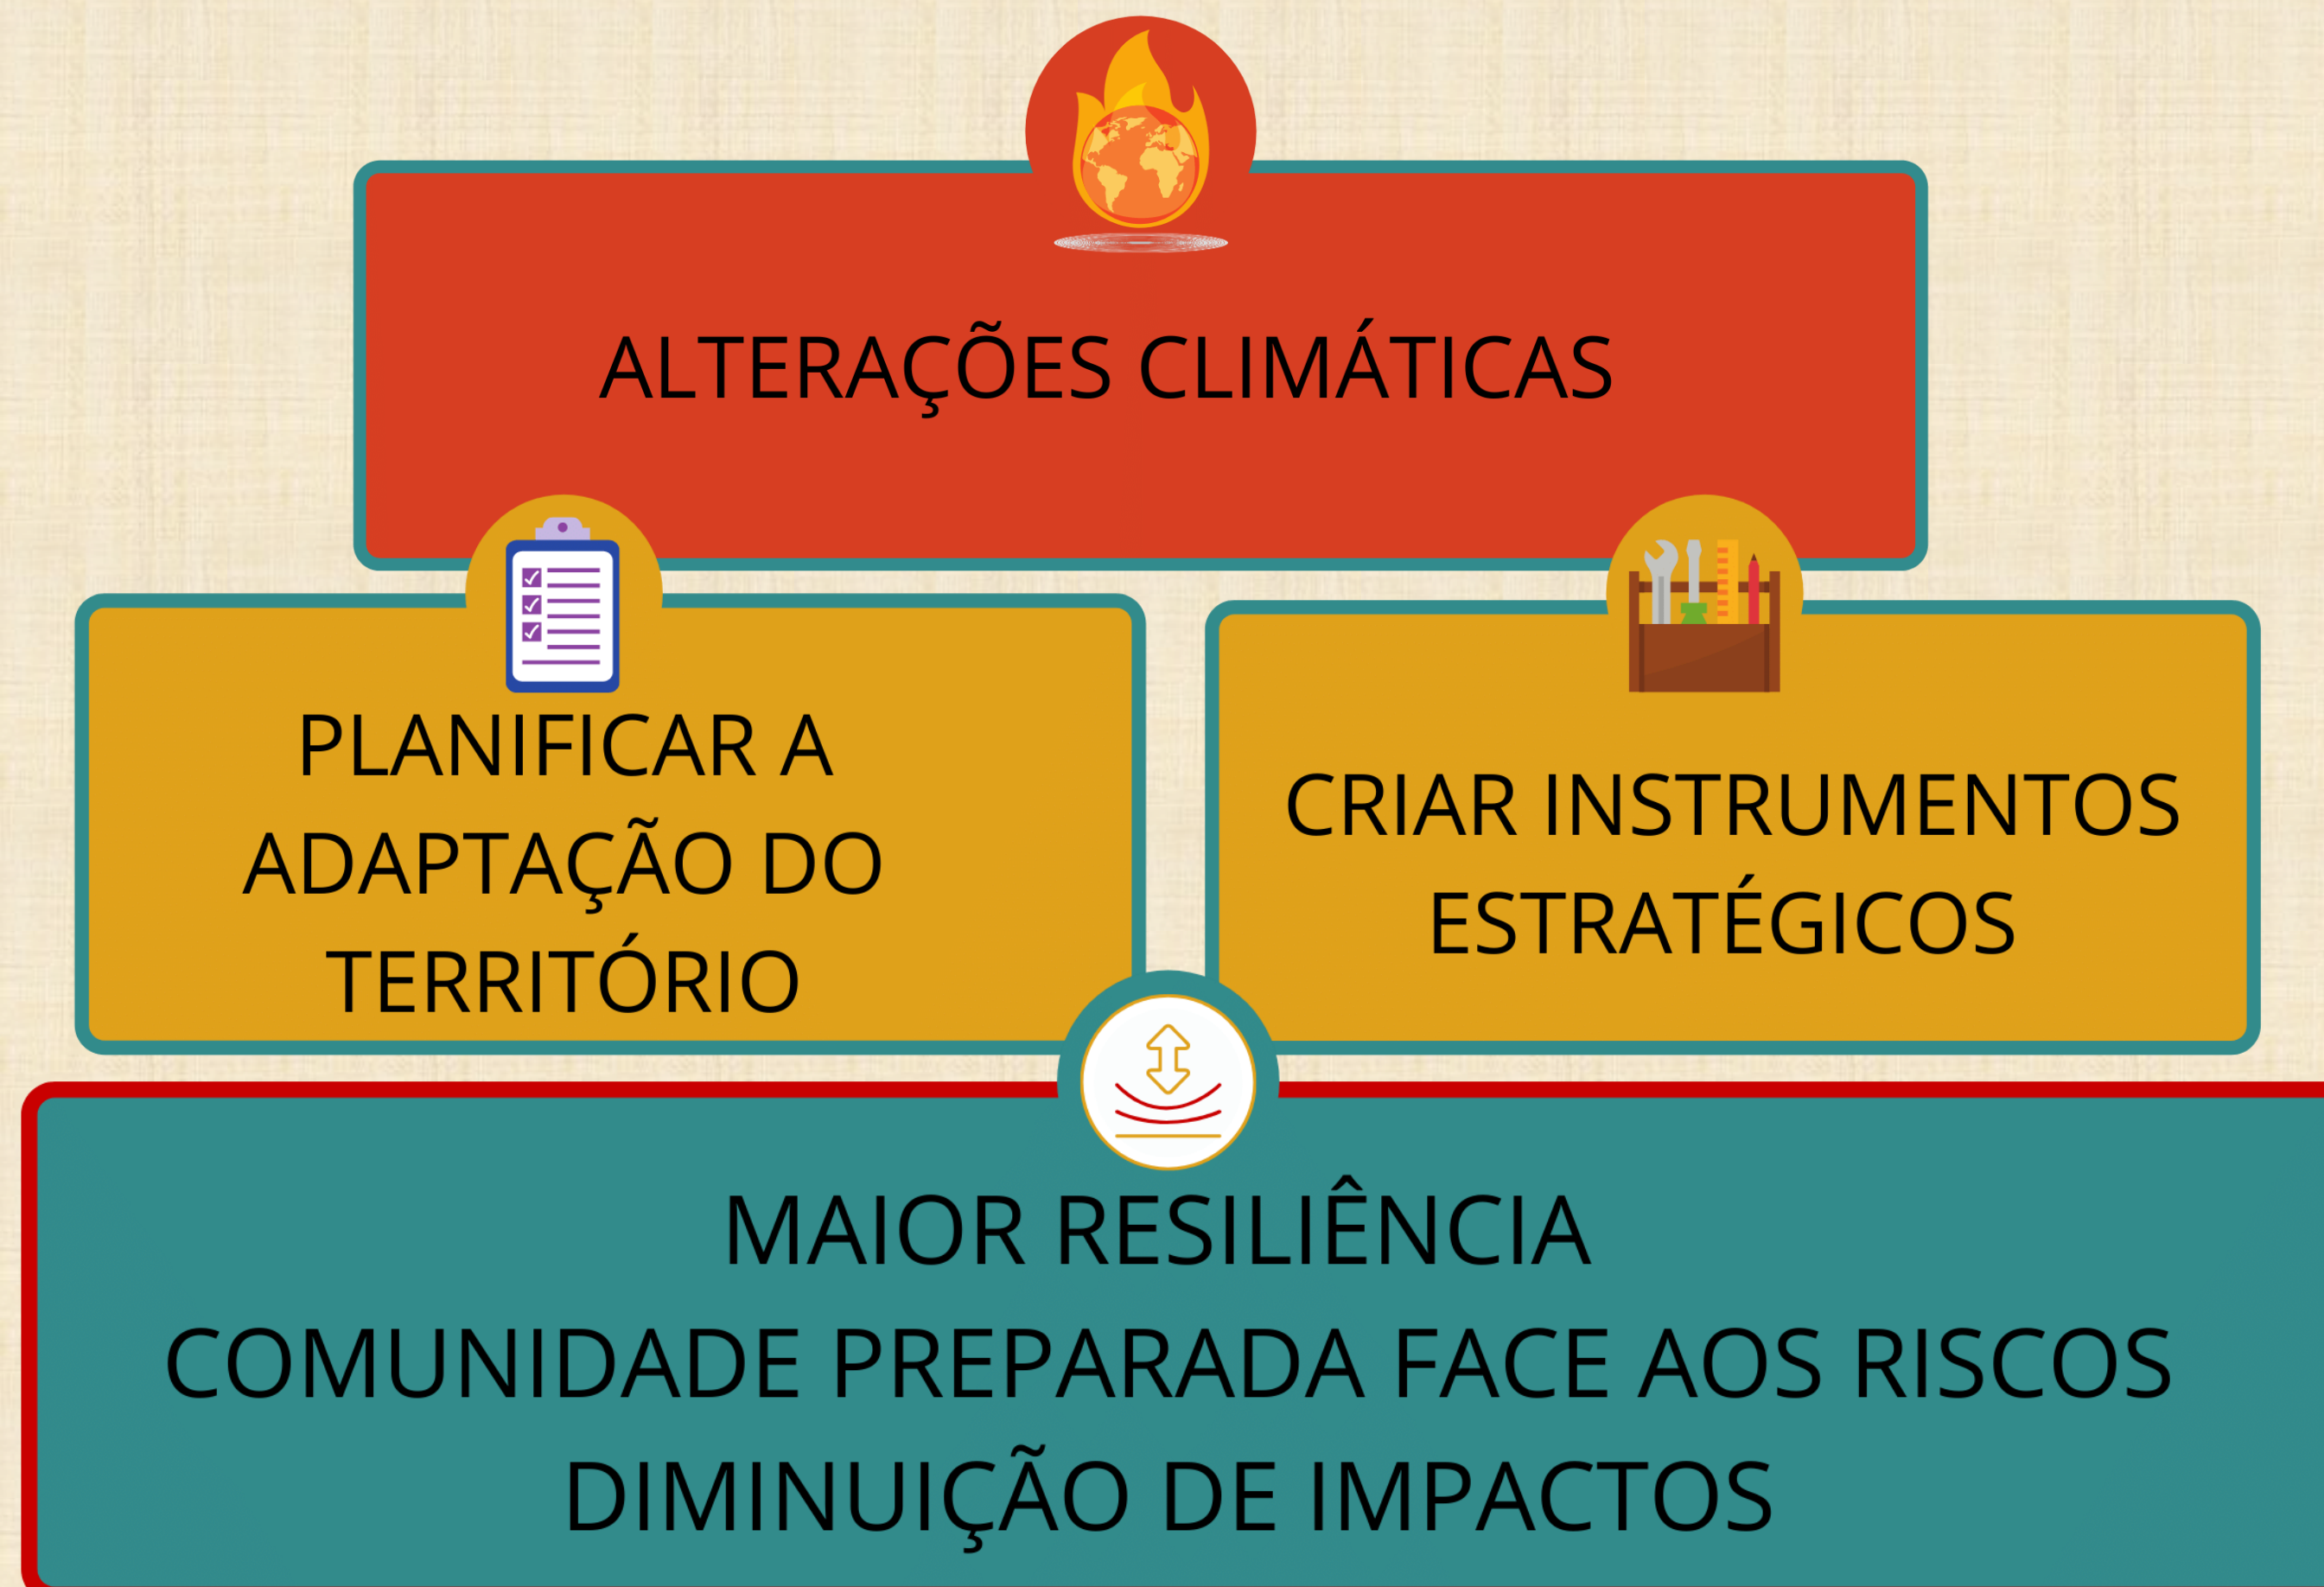 ALTERAÇÕES CLIMÁTICAS
PLANIFICAR A
ADAPTAÇÃO DO
TERRITÓRIO
CRIAR INSTRUMENTOS
ESTRATÉGICOS
MAIOR RESILIÊNCIA
COMUNIDADE PREPARADA FACE AOS RISCOS
DIMINUIÇÃO DE IMPACTOS